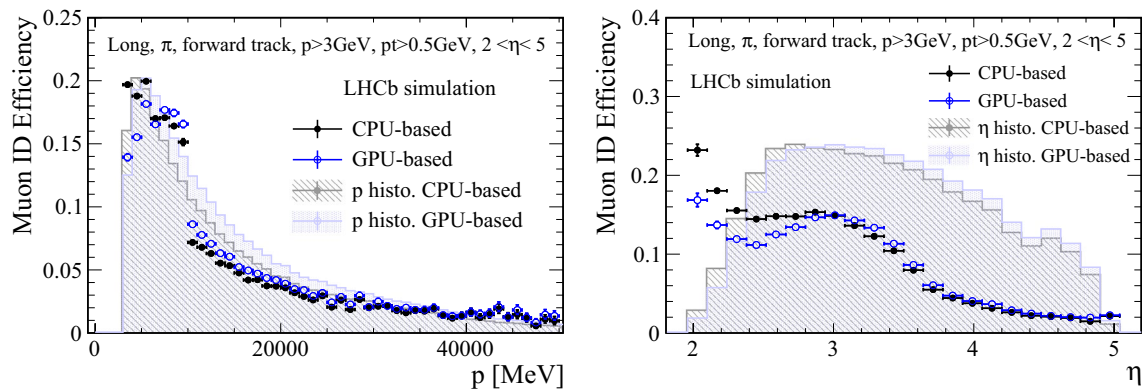 Muon ID Efficiency
0.25
0.2
0.15
0.1
0.05
0
Long, π, forward track, p>3GeV, pt>0.5GeV, 2 <η< 5
LHCb simulation
CPU-based
GPU-based
p histo. CPU-based
p histo. GPU-based
0 20000 40000
p [MeV]
Muon ID Efficiency
0.4
0.3
0.2
0.1
0
Long, π, forward track, p>3GeV, pt>0.5GeV, 2 <η< 5
LHCb simulation
CPU-based
GPU-based
η histo. CPU-based
η histo. GPU-based
2 3 4 5
η